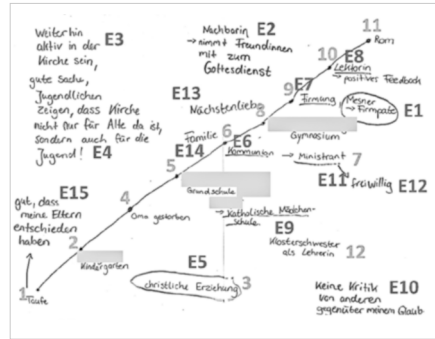 Weiterhin E3
aktiv in der
Kirche sein,
gute Sache,
Jugendlichen
zeigen, dass Kirche
nicht nur für Alte da ist,
sondern auch für die
Jugend! E4
Nachbarin E2
→ nimmt Freundinnen
mit zum
Gottesdienst
11
Rom
10 E8
Lektorin
→ positives Feedback
9 E7
Firmung
Mesner
→ Firmpate
E1
E13
Nächstenliebe
8
Gymnasium
Familie 6 E6
E14 Kommunion
→ Ministrant 7
E11 freiwillig E12
5
Grundschule
→ Katholische Mädchen-
schule
E9
Klosterschwester
als Lehrerin
12
E15
gut, dass
meine Eltern
entschieden
haben
4
Oma gestorben
2
Kindergarten
E5
christliche Erziehung
3
1
Taufe
Keine Kritik E10
von anderen
gegenüber meinem Glaub